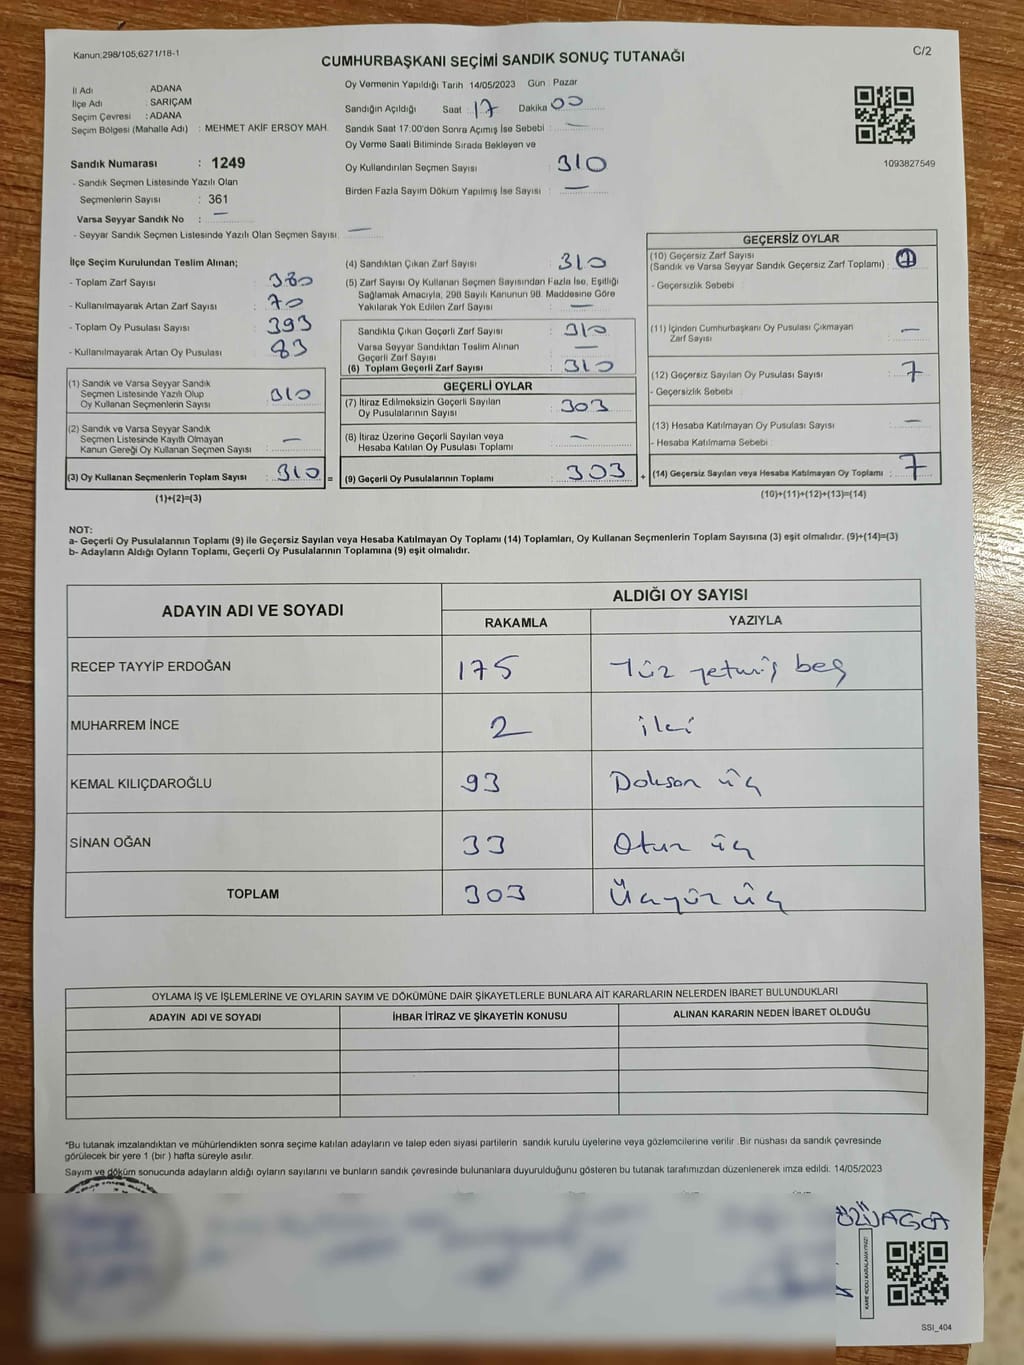 Kanun:298/105;6271/18-1
C/2
CUMHURBAŞKANI SEÇİMİ SANDIK SONUÇ TUTANAĞI
İl Adı ADANA
İlçe Adı : SARIÇAM
Seçim Çevresi : ADANA
Seçim Bölgesi (Mahalle Adı) : MEHMET AKİF ERSOY MAH.
Oy Vermenin Yapıldığı Tarih 14/05/2023 Gün : Pazar
Sandığın Açıldığı Saat : 17 Dakika 00
Sandık Saat 17.00'den Sonra Açımış İse Sebebi : —
Oy Verme Saati Bitiminde Sırada Bekleyen ve
Oy Kullandırılan Seçmen Sayısı : 310
Birden Fazla Sayım Döküm Yapılmış İse Sayısı : —
1093827549
Sandık Numarası : 1249
- Sandık Seçmen Listesinde Yazılı Olan
Seçmenlerin Sayısı : 361
Varsa Seyyar Sandık No : —
- Seyyar Sandık Seçmen Listesinde Yazılı Olan Seçmen Sayısı : —
İlçe Seçim Kurulundan Teslim Alınan;
- Toplam Zarf Sayısı : 380
- Kullanılmayarak Artan Zarf Sayısı : 70
- Toplam Oy Pusulası Sayısı : 393
- Kullanılmayarak Artan Oy Pusulası : 83
(1) Sandık ve Varsa Seyyar Sandık
Seçmen Listesinde Yazılı Olup
Oy Kullanan Seçmenlerin Sayısı : 310
(2) Sandık ve Varsa Seyyar Sandık
Seçmen Listesinde Kayıtlı Olmayan
Kanun Gereği Oy Kullanan Seçmen Sayısı : —
(3) Oy Kullanan Seçmenlerin Toplam Sayısı : 310 =
(1)+(2)=(3)
(4) Sandıktan Çıkan Zarf Sayısı : 310
(5) Zarf Sayısı Oy Kullanan Seçmen Sayısından Fazla İse, Eşitliği
Sağlamak Amacıyla, 298 Sayılı Kanunun 98. Maddesine Göre
Yakılarak Yok Edilen Zarf Sayısı : —
Sandıkta Çıkan Geçerli Zarf Sayısı : 310
Varsa Seyyar Sandıktan Teslim Alınan
Geçerli Zarf Sayısı : —
(6) Toplam Geçerli Zarf Sayısı : 310
GEÇERLİ OYLAR
(7) İtiraz Edilmeksizin Geçerli Sayılan
Oy Pusulalarının Sayısı : 303
(8) İtiraz Üzerine Geçerli Sayılan veya
Hesaba Katılan Oy Pusulası Toplamı : —
(9) Geçerli Oy Pusulalarının Toplamı : 303 +
GEÇERSİZ OYLAR
(10) Geçersiz Zarf Sayısı
(Sandık ve Varsa Seyyar Sandık Geçersiz Zarf Toplamı) :
- Geçersizlik Sebebi :
(11) İçinden Cumhurbaşkanı Oy Pusulası Çıkmayan
Zarf Sayısı : —
(12) Geçersiz Sayılan Oy Pusulası Sayısı : 7
- Geçersizlik Sebebi :
(13) Hesaba Katılmayan Oy Pusulası Sayısı : —
- Hesaba Katılmama Sebebi :
(14) Geçersiz Sayılan veya Hesaba Katılmayan Oy Toplamı : 7
(10)+(11)+(12)+(13)=(14)
NOT:
a- Geçerli Oy Pusulalarının Toplamı (9) ile Geçersiz Sayılan veya Hesaba Katılmayan Oy Toplamı (14) Toplamları, Oy Kullanan Seçmenlerin Toplam Sayısına (3) eşit olmalıdır. (9)+(14)=(3)
b- Adayların Aldığı Oyların Toplamı, Geçerli Oy Pusulalarının Toplamına (9) eşit olmalıdır.
ADAYIN ADI VE SOYADI ALDIĞI OY SAYISI
RAKAMLA YAZIYLA
RECEP TAYYİP ERDOĞAN 175 Yüz yetmiş beş
MUHARREM İNCE 2 iki
KEMAL KILIÇDAROĞLU 93 Doksan üç
SİNAN OĞAN 33 Otuz üç
TOPLAM 303 Üçyüz üç
OYLAMA İŞ VE İŞLEMLERİNE VE OYLARIN SAYIM VE DÖKÜMÜNE DAİR ŞİKAYETLERLE BUNLARA AİT KARARLARIN NELERDEN İBARET BULUNDUKLARI
ADAYIN ADI VE SOYADI İHBAR İTİRAZ VE ŞİKAYETİN KONUSU ALINAN KARARIN NEDEN İBARET OLDUĞU
*Bu tutanak imzalandıktan ve mühürlendikten sonra seçime katılan adayların ve talep eden siyasi partilerin sandık kurulu üyelerine veya gözlemcilerine verilir .Bir nüshası da sandık çevresinde
görülecek bir yere 1 (bir ) hafta süreyle asılır.
Sayım ve döküm sonucunda adayların aldığı oyların sayılarını ve bunların sandık çevresinde bulunanlara duyurulduğunu gösteren bu tutanak tarafımızdan düzenlenerek imza edildi. 14/05/2023
KARE KODU KARALAMAYINIZ!
SSI_404